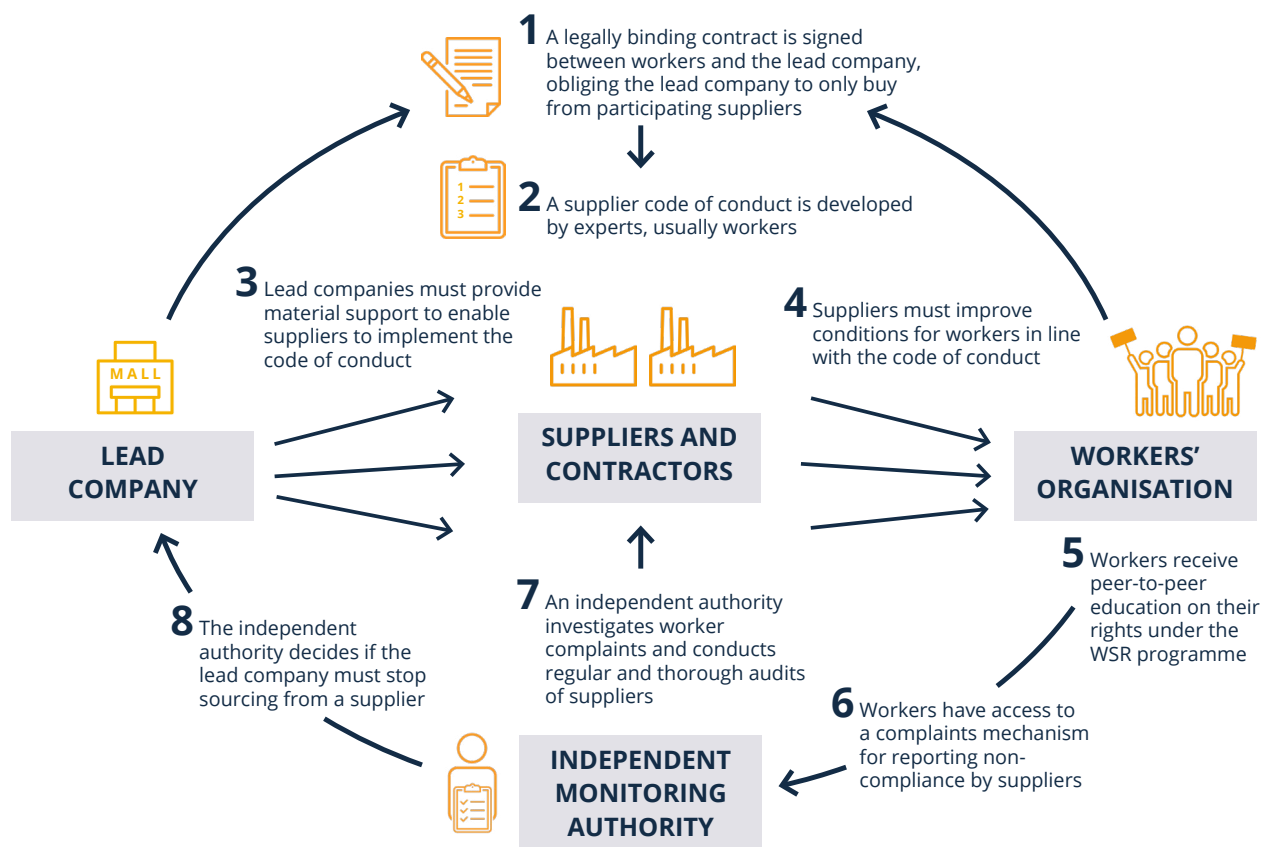 1 A legally binding contract is signed
between workers and the lead company,
obliging the lead company to only buy
from participating suppliers
1
2
3
2 A supplier code of conduct is developed
by experts, usually workers
3 Lead companies must provide
material support to enable
suppliers to implement the
code of conduct
4 Suppliers must improve
conditions for workers in line
with the code of conduct
MALL
LEAD
COMPANY
SUPPLIERS AND
CONTRACTORS
WORKERS’
ORGANISATION
5 Workers receive
peer-to-peer
education on their
rights under the
WSR programme
6 Workers have access to
a complaints mechanism
for reporting non-
compliance by suppliers
7 An independent authority
investigates worker
complaints and conducts
regular and thorough audits
of suppliers
8 The independent
authority decides if the
lead company must stop
sourcing from a supplier
INDEPENDENT
MONITORING
AUTHORITY